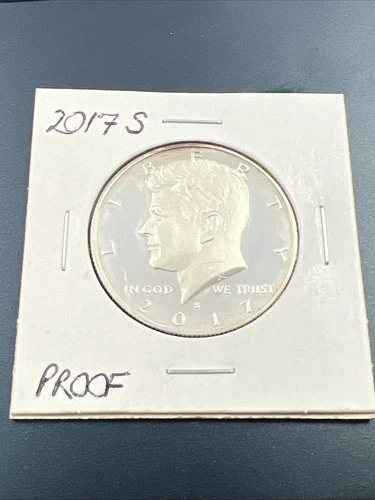 2017 S
LIBERTY
IN GOD WE TRUST
S
2017
PROOF